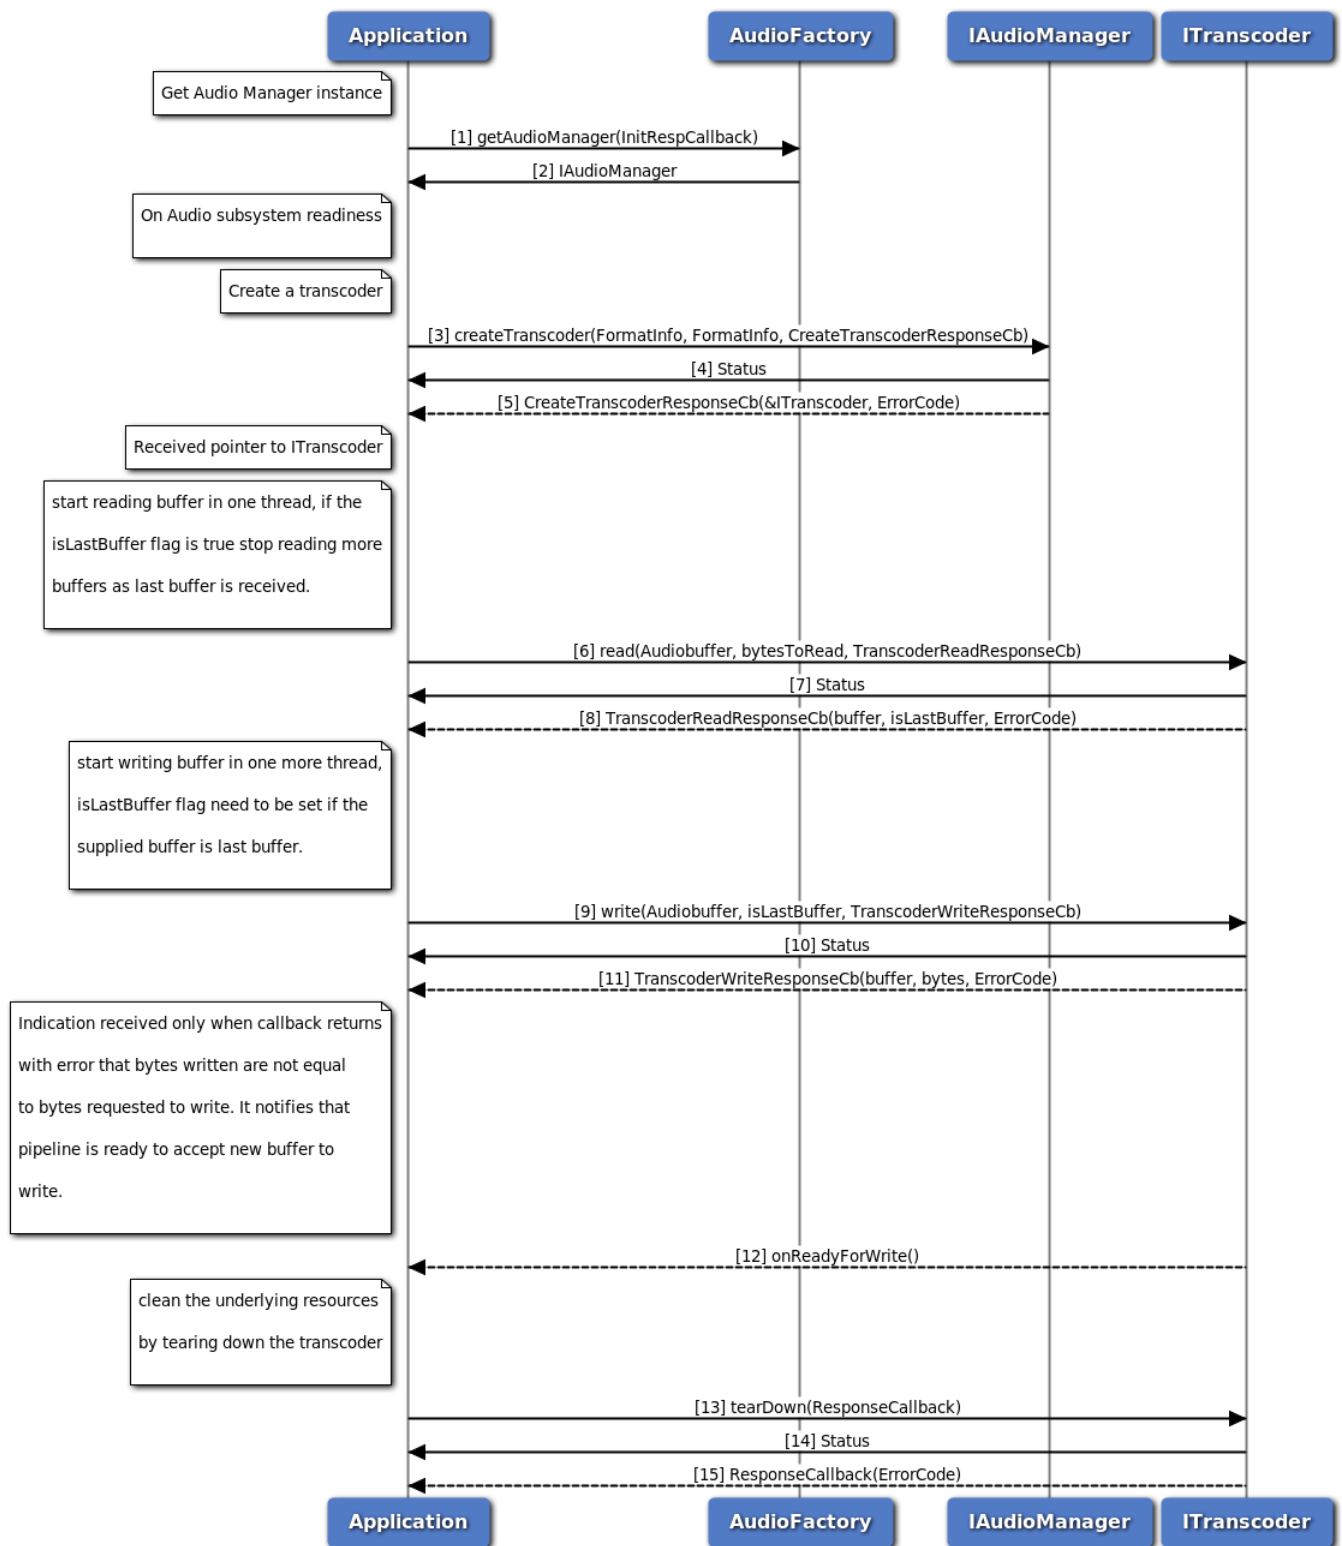 Application
AudioFactory
IAudioManager
ITranscoder
Get Audio Manager instance
[1] getAudioManager(InitRespCallback)
[2] IAudioManager
On Audio subsystem readiness
Create a transcoder
[3] createTranscoder(FormatInfo, FormatInfo, CreateTranscoderResponseCb)
[4] Status
[5] CreateTranscoderResponseCb(&ITranscoder, ErrorCode)
Received pointer to ITranscoder
start reading buffer in one thread, if the
isLastBuffer flag is true stop reading more
buffers as last buffer is received.
[6] read(Audiobuffer, bytesToRead, TranscoderReadResponseCb)
[7] Status
[8] TranscoderReadResponseCb(buffer, isLastBuffer, ErrorCode)
start writing buffer in one more thread,
isLastBuffer flag need to be set if the
supplied buffer is last buffer.
[9] write(Audiobuffer, isLastBuffer, TranscoderWriteResponseCb)
[10] Status
[11] TranscoderWriteResponseCb(buffer, bytes, ErrorCode)
Indication received only when callback returns
with error that bytes written are not equal
to bytes requested to write. It notifies that
pipeline is ready to accept new buffer to
write.
[12] onReadyForWrite()
clean the underlying resources
by tearing down the transcoder
[13] tearDown(ResponseCallback)
[14] Status
[15] ResponseCallback(ErrorCode)
Application
AudioFactory
IAudioManager
ITranscoder